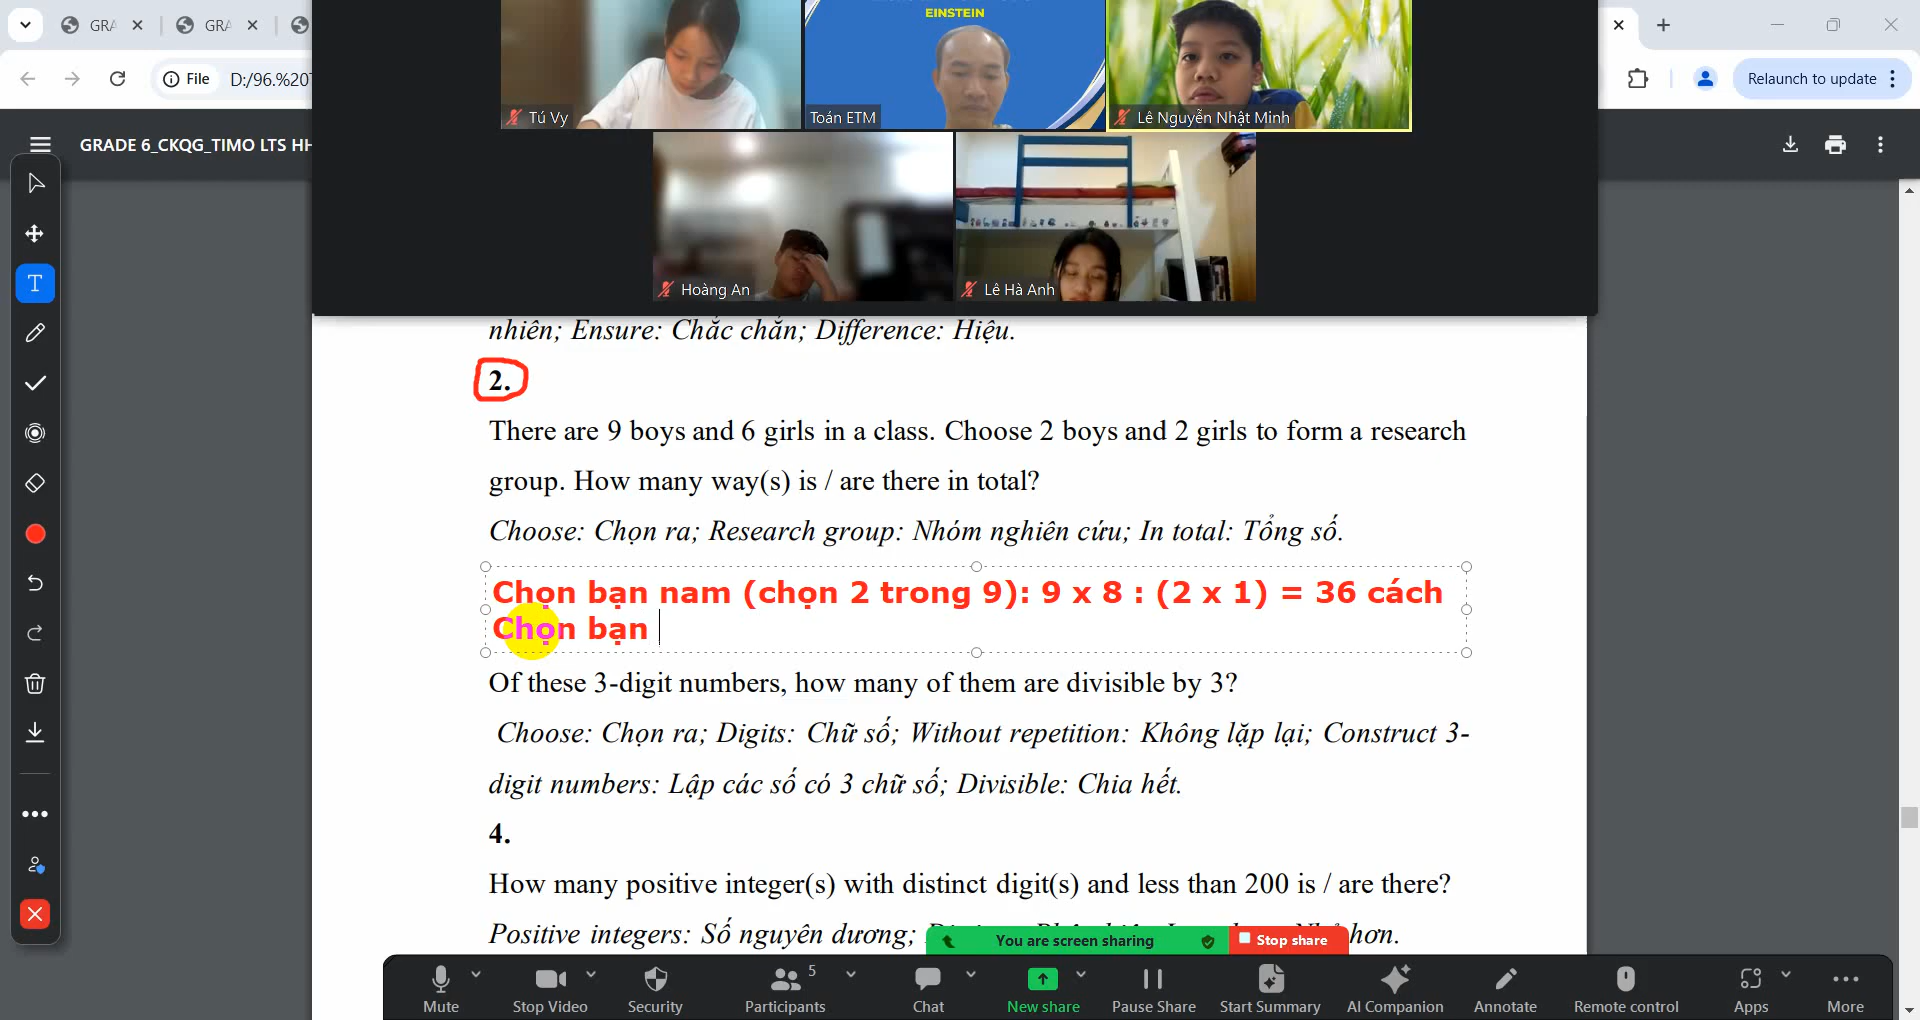 GRA
GRA
File
D:/96.%20
Relaunch to update
GRADE 6_CKQG_TIMO LTS HH
EINSTEIN
Tú Vy
Toán ETM
Lê Nguyễn Nhật Minh
Hoàng An
Lê Hà Anh
nhiên; Ensure: Chắc chắn; Difference: Hiệu.
2.
There are 9 boys and 6 girls in a class. Choose 2 boys and 2 girls to form a research
group. How many way(s) is / are there in total?
Choose: Chọn ra; Research group: Nhóm nghiên cứu; In total: Tổng số.
Chọn bạn nam (chọn 2 trong 9): 9 x 8 : (2 x 1) = 36 cách
Chọn bạn
Of these 3-digit numbers, how many of them are divisible by 3?
Choose: Chọn ra; Digits: Chữ số; Without repetition: Không lặp lại; Construct 3-
digit numbers: Lập các số có 3 chữ số; Divisible: Chia hết.
4.
How many positive integer(s) with distinct digit(s) and less than 200 is / are there?
Positive integers: Số nguyên dương; hơn.
You are screen sharing
Stop share
Mute
Stop Video
Security
Participants
5
Chat
New share
Pause Share
Start Summary
AI Companion
Annotate
Remote control
Apps
More